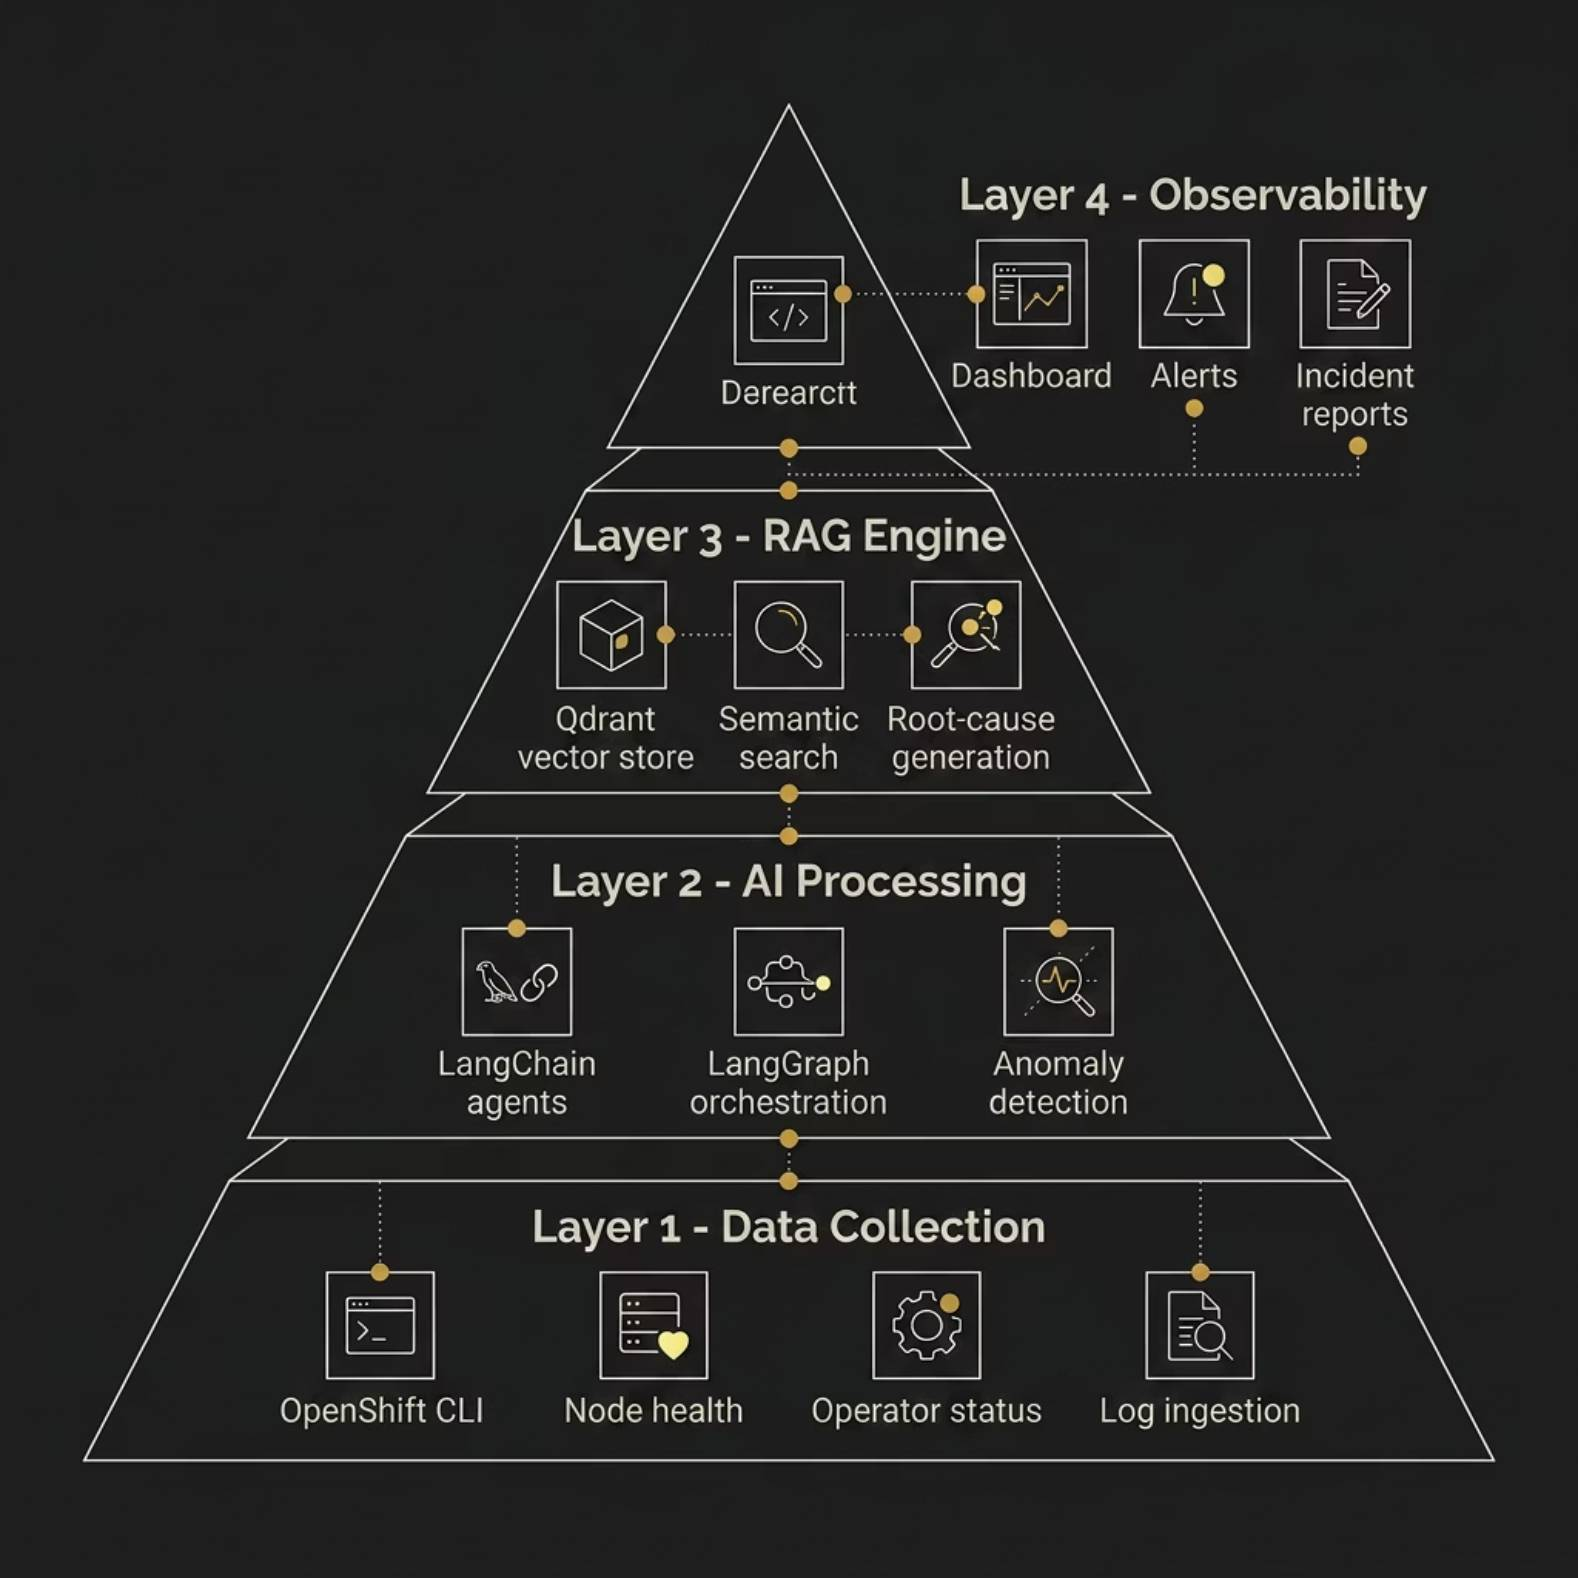 Layer 4 - Observability
Derearctt
Dashboard
Alerts
Incident
reports
Layer 3 - RAG Engine
Qdrant
vector store
Semantic
search
Root-cause
generation
Layer 2 - AI Processing
LangChain
agents
LangGraph
orchestration
Anomaly
detection
Layer 1 - Data Collection
OpenShift CLI
Node health
Operator status
Log ingestion